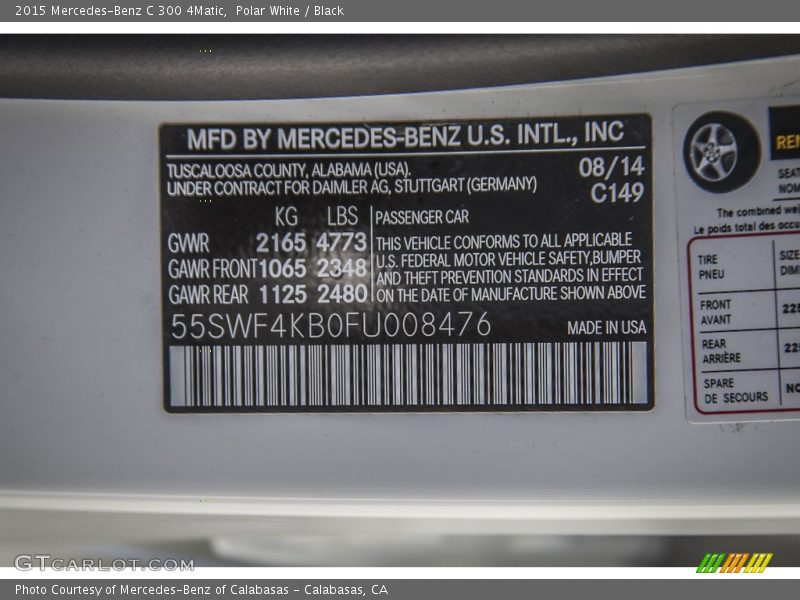 2015 Mercedes-Benz C 300 4Matic,  Polar White / Black
MFD BY MERCEDES-BENZ U.S. INTL., INC
TUSCALOOSA COUNTY, ALABAMA (USA), 08/14
UNDER CONTRACT FOR DAIMLER AG, STUTTGART (GERMANY) C149
KG LBS PASSENGER CAR
GWR 2165 4773 THIS VEHICLE CONFORMS TO ALL APPLICABLE
U.S. FEDERAL MOTOR VEHICLE SAFETY,BUMPER
GAWR FRONT 1065 2348 AND THEFT PREVENTION STANDARDS IN EFFECT
GAWR REAR 1125 2480 ON THE DATE OF MANUFACTURE SHOWN ABOVE
55SWF4KB0FU008476 MADE IN USA
The combined
Le poids total des
TIRE
PNEU
FRONT
AVANT
REAR
ARRIÈRE
SPARE
DE SECOURS
GTCARLOT.COM
Photo Courtesy of Mercedes-Benz of Calabasas - Calabasas, CA